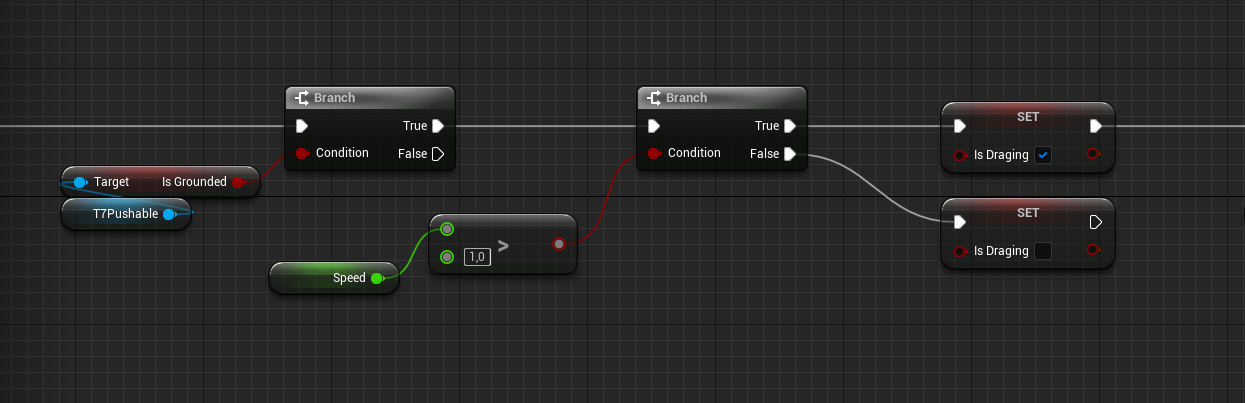 Branch
True
Condition
False
Target
Is Grounded
T7Pushable
Speed
1,0
>
Branch
True
Condition
False
SET
Is Draging
SET
Is Draging